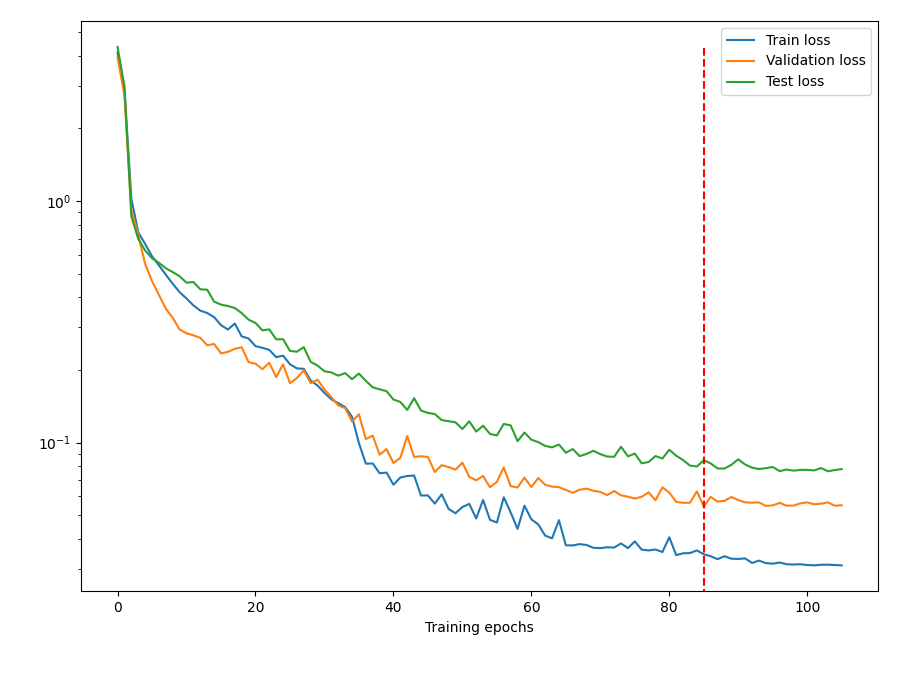 Train loss
Validation loss
Test loss
10⁰
10⁻¹
0 20 40 60 80 100
Training epochs